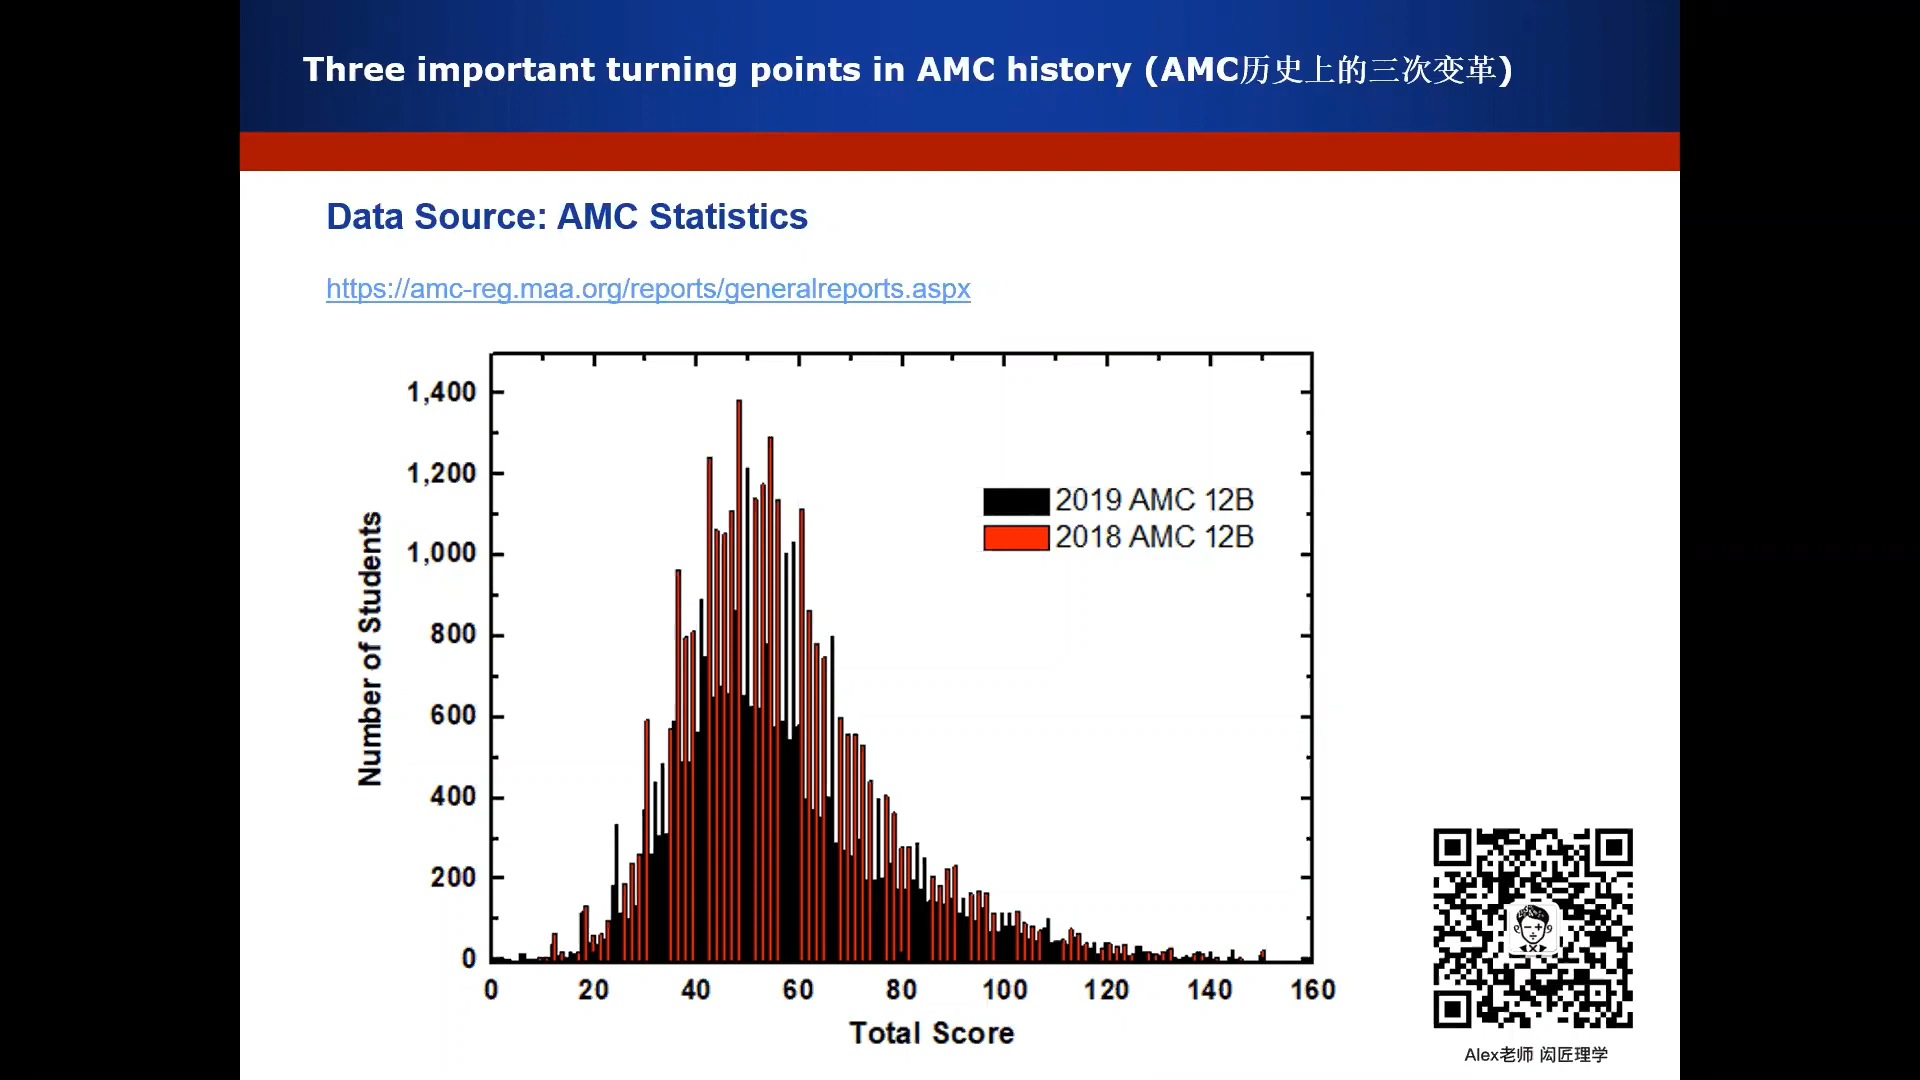 Three important turning points in AMC history (AMC历史上的三次变革)
Data Source: AMC Statistics
https://amc-reg.maa.org/reports/generalreports.aspx
1,400
1,200
1,000
800
600
400
200
0
Number of Students
2019 AMC 12B
2018 AMC 12B
0 20 40 60 80 100 120 140 160
Total Score
Alex老师 闳匠理学